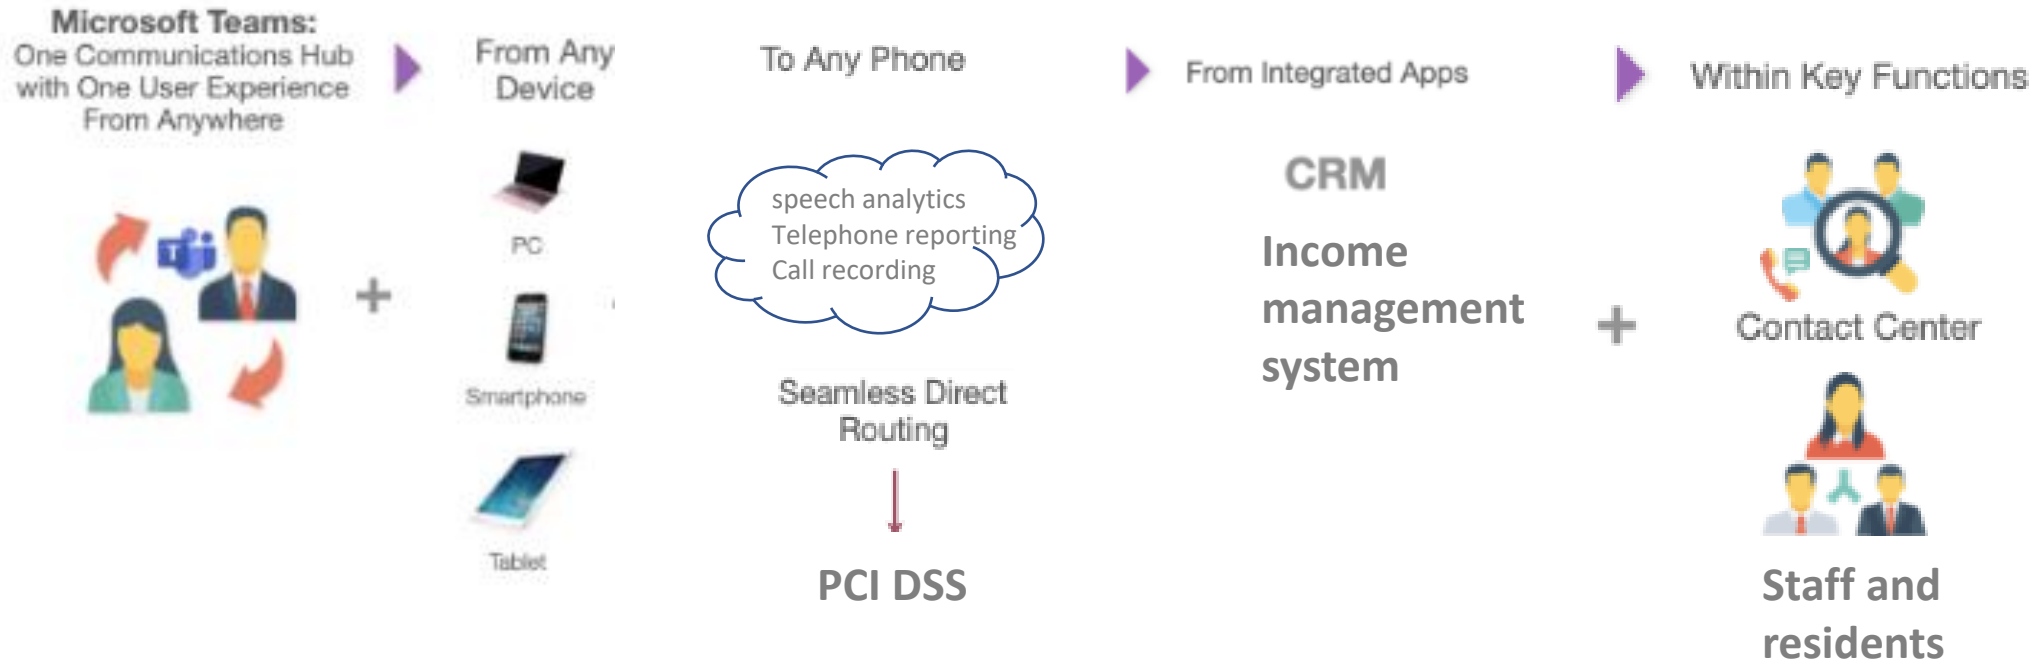 Microsoft Teams:
One Communications Hub
with One User Experience
From Anywhere
From Any
Device
PC
Smartphone
Tablet
To Any Phone
speech analytics
Telephone reporting
Call recording
Seamless Direct
Routing
PCI DSS
From Integrated Apps
CRM
Income
management
system
Within Key Functions
Contact Center
Staff and
residents